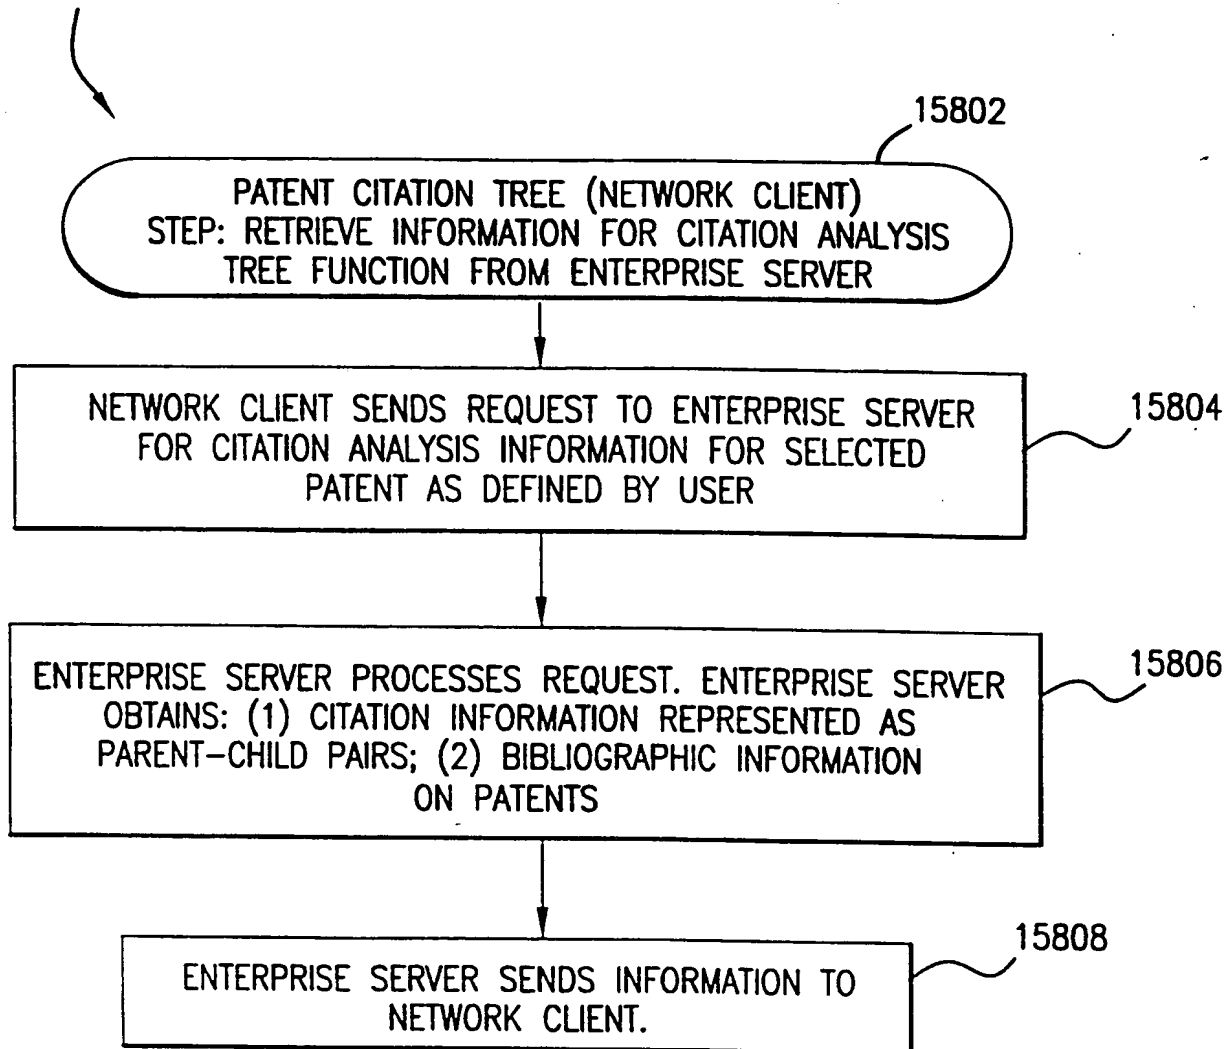 15802
PATENT CITATION TREE (NETWORK CLIENT)
STEP: RETRIEVE INFORMATION FOR CITATION ANALYSIS
TREE FUNCTION FROM ENTERPRISE SERVER
NETWORK CLIENT SENDS REQUEST TO ENTERPRISE SERVER
FOR CITATION ANALYSIS INFORMATION FOR SELECTED
PATENT AS DEFINED BY USER
15804
ENTERPRISE SERVER PROCESSES REQUEST. ENTERPRISE SERVER
OBTAINS: (1) CITATION INFORMATION REPRESENTED AS
PARENT-CHILD PAIRS; (2) BIBLIOGRAPHIC INFORMATION
ON PATENTS
15806
ENTERPRISE SERVER SENDS INFORMATION TO
NETWORK CLIENT.
15808